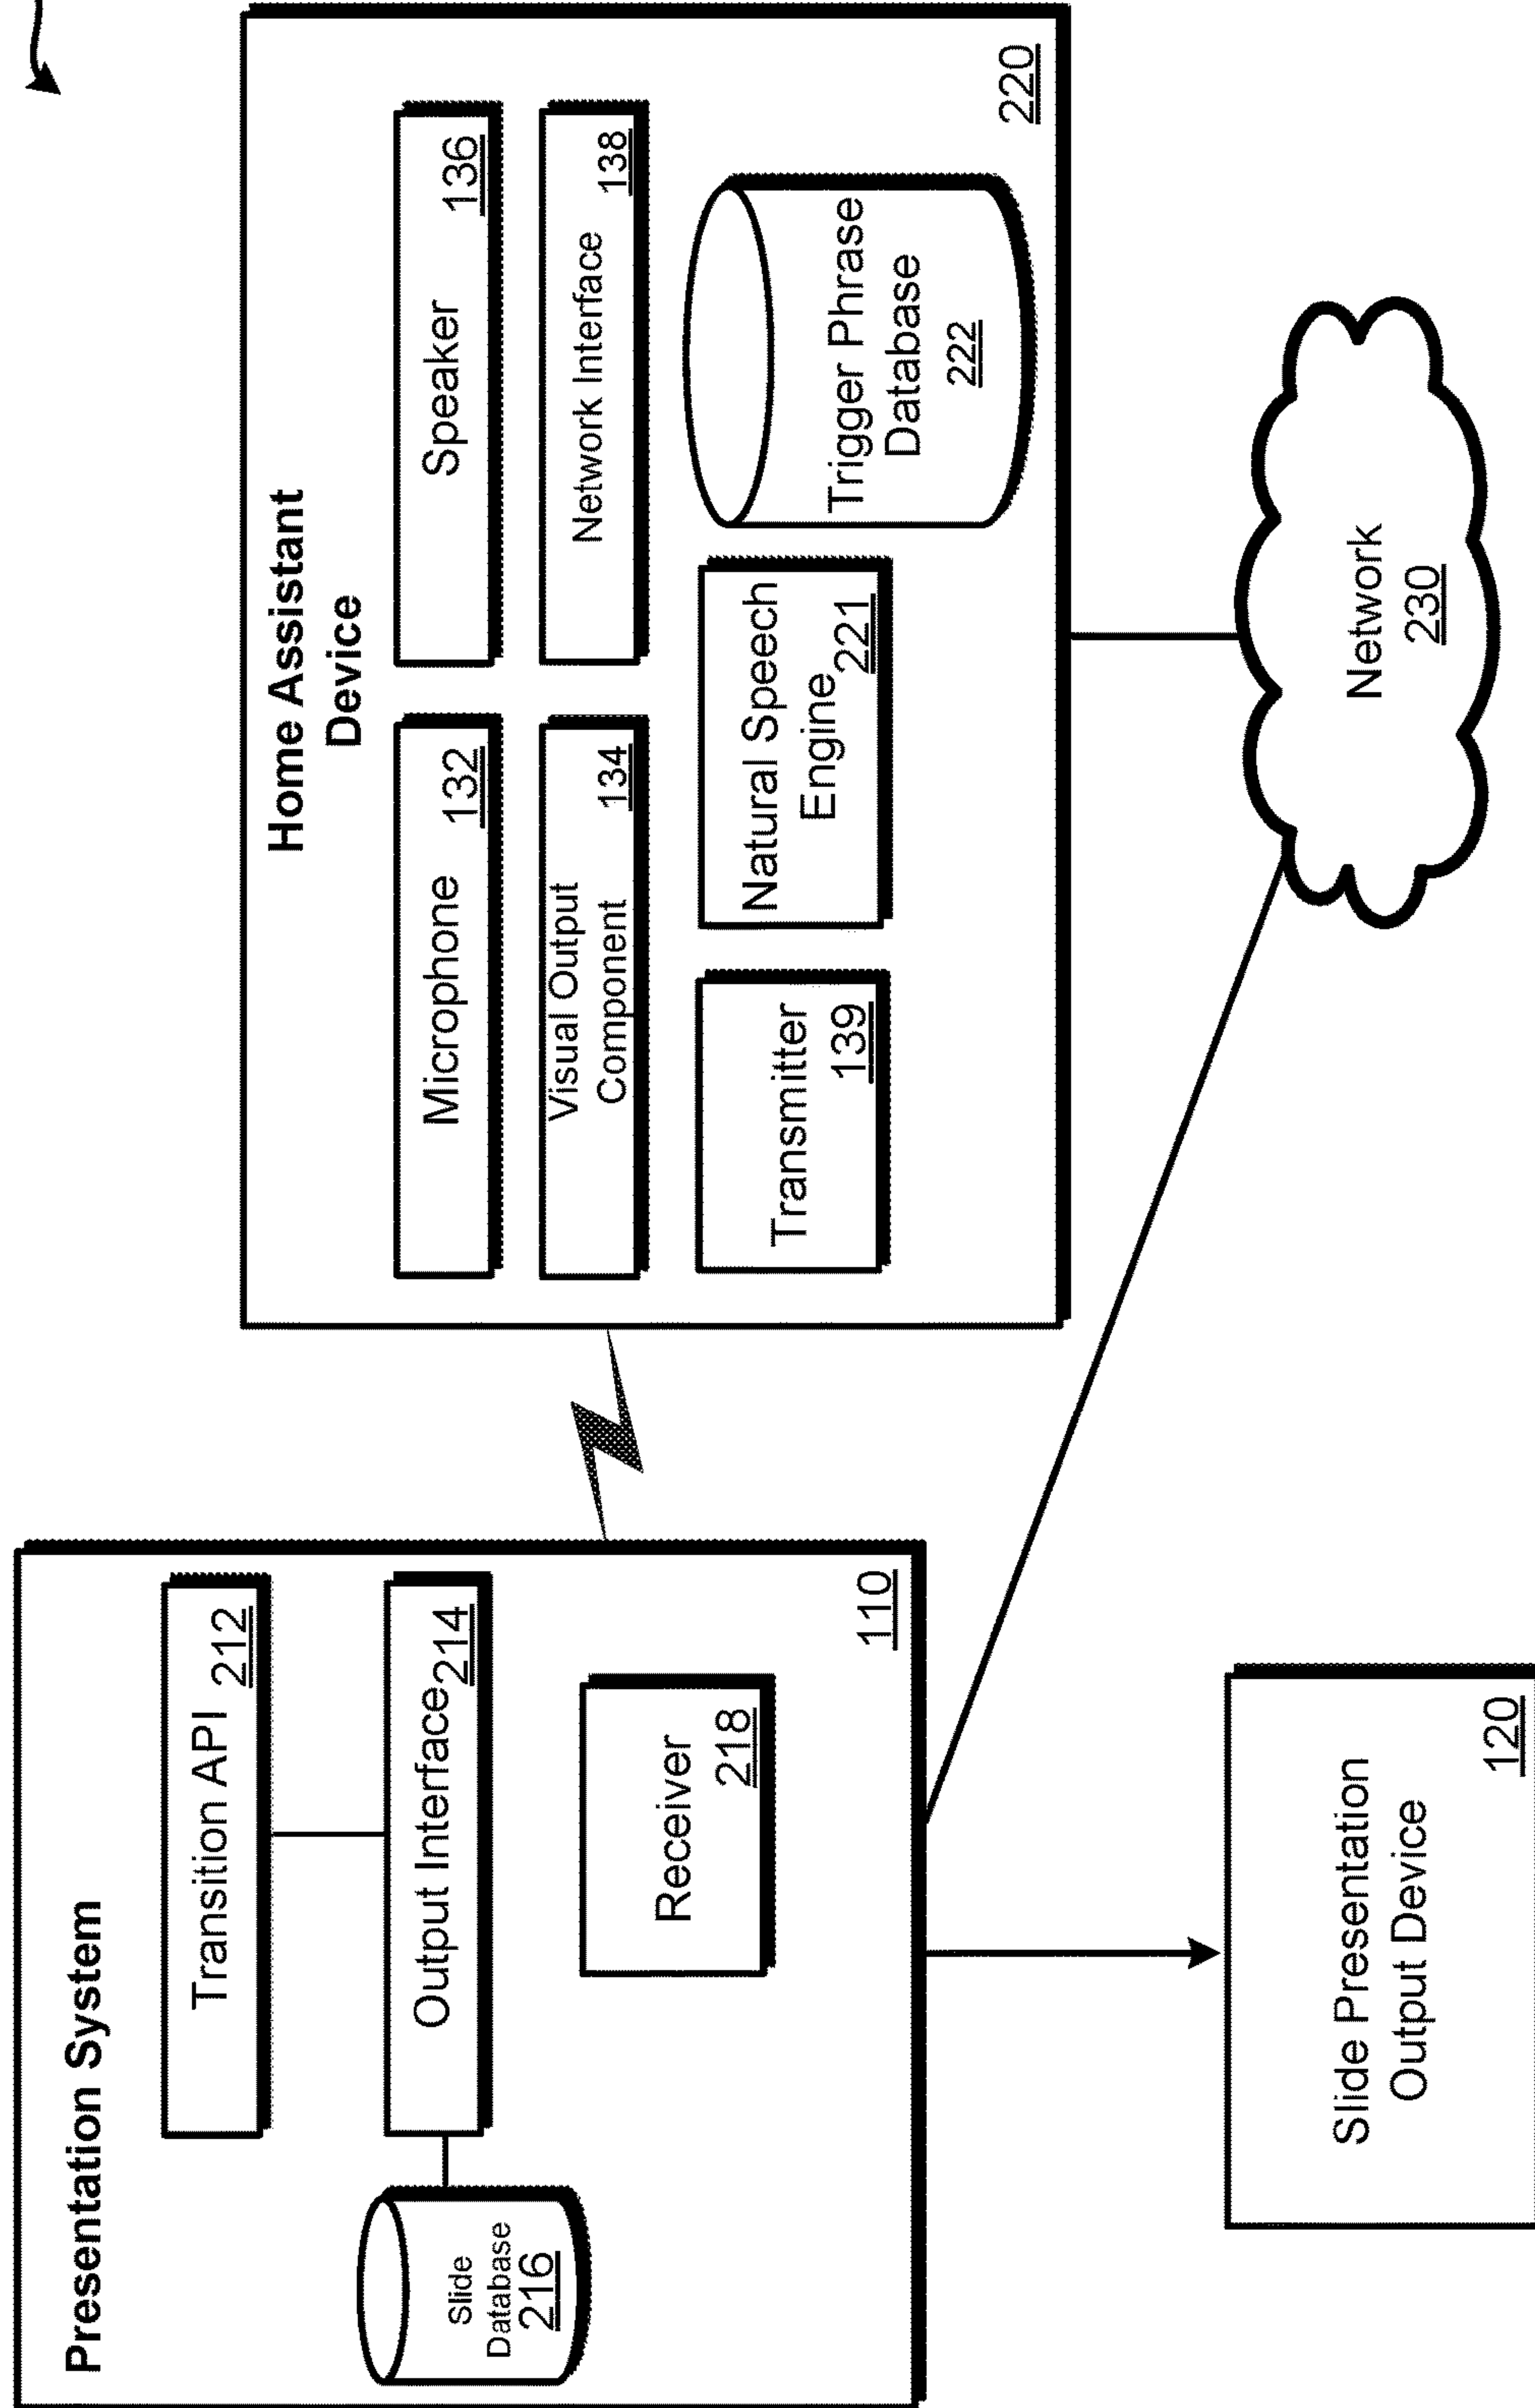 Presentation System
Transition API 212
Output Interface 214
Slide
Database
216
Receiver
218
110
Home Assistant
Device
Microphone 132
Speaker 136
Visual Output
Component
134
Network Interface 138
Transmitter
139
Natural Speech
Engine 221
Trigger Phrase
Database
222
220
Slide Presentation
Output Device
120
Network
230